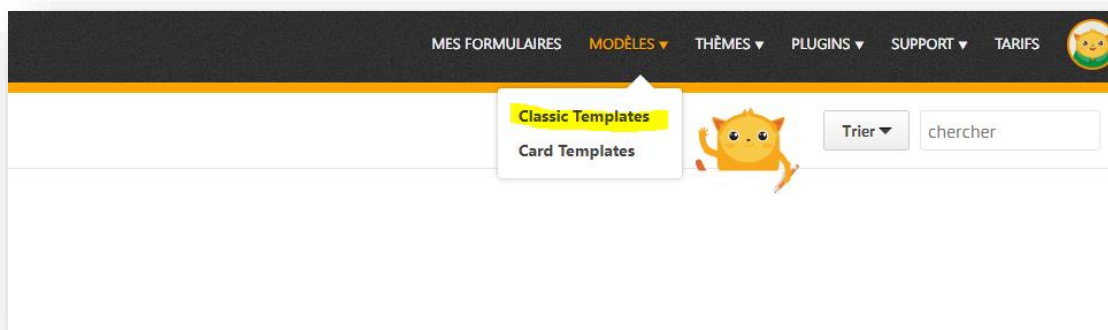 MES FORMULAIRES MODÈLES ▾ THÈMES ▾ PLUGINS ▾ SUPPORT ▾ TARIFS
Classic Templates
Card Templates
Trier ▾ chercher